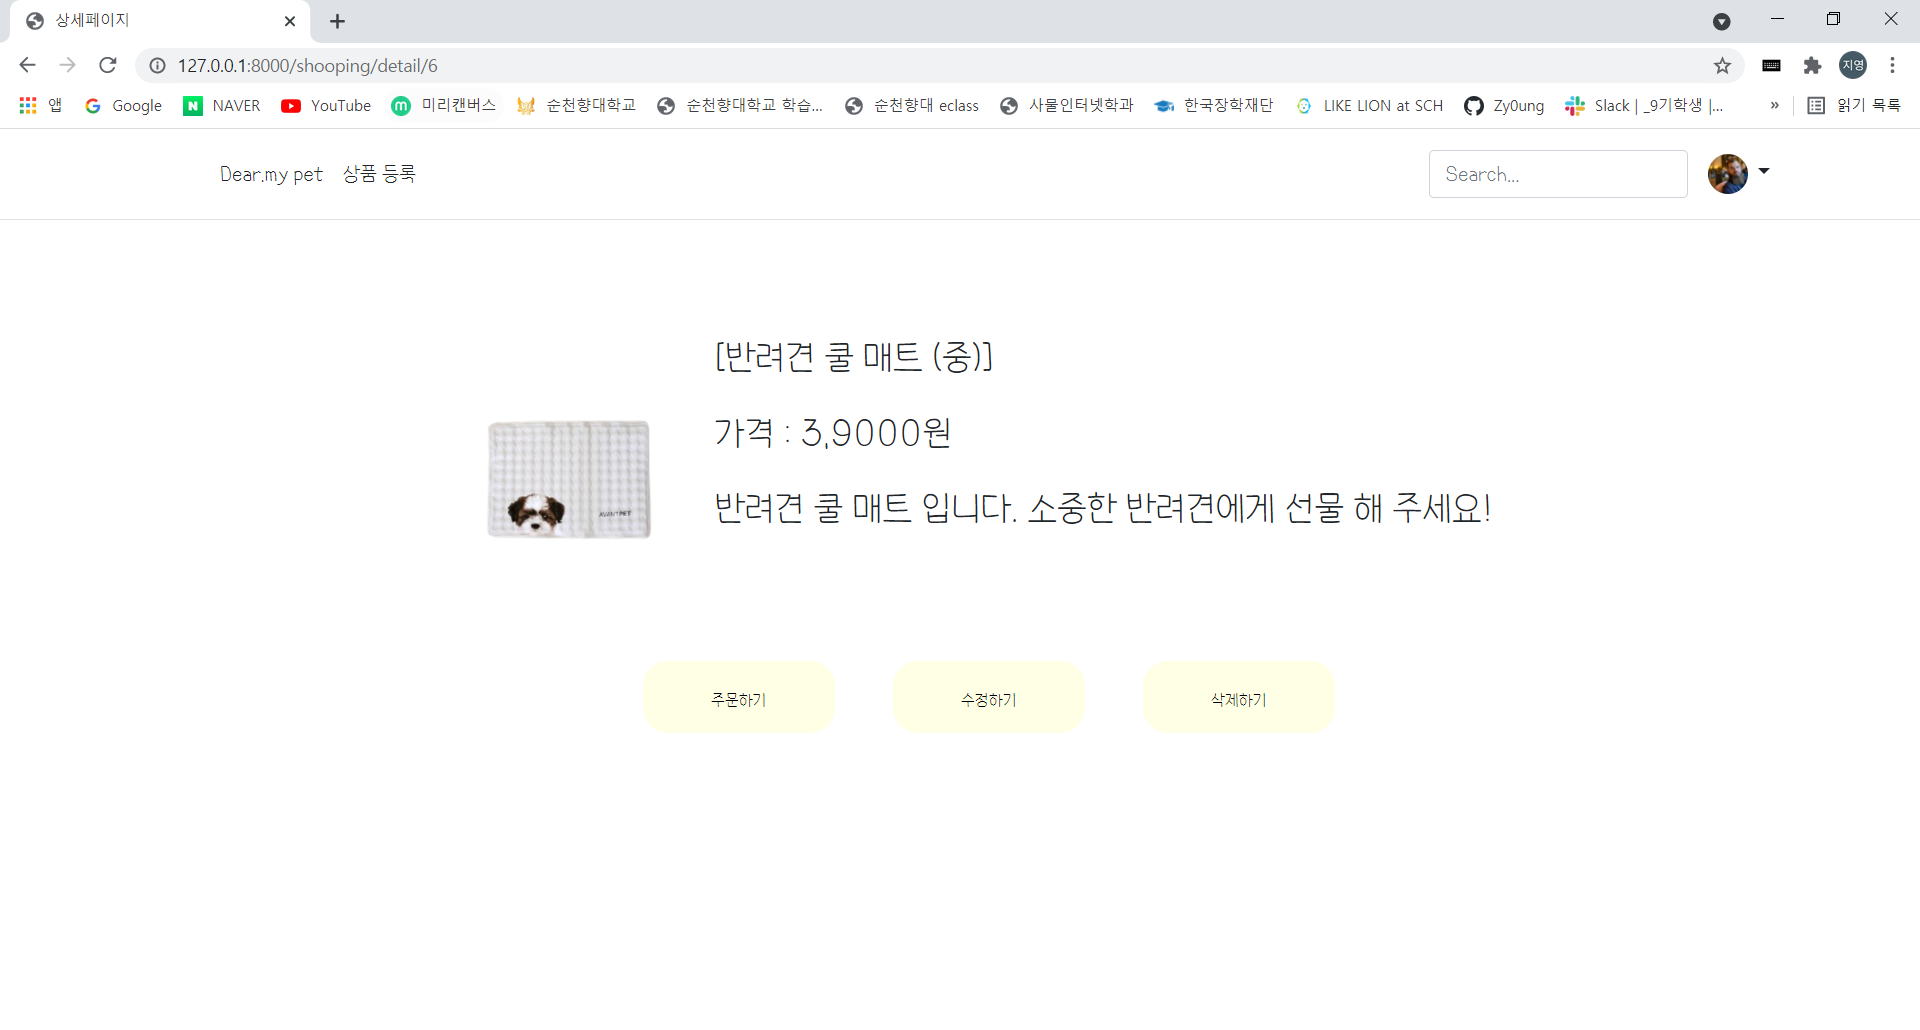 상세페이지
127.0.0.1:8000/shooping/detail/6
지영
앱 Google NAVER YouTube 미리캔버스 순천향대학교 순천향대학교 학습... 순천향대 eclass 사물인터넷학과 한국장학재단 LIKE LION at SCH Zy0ung Slack | _9기학생 |... » 읽기 목록
Dear.my pet 상품 등록 Search...
[반려견 쿨 매트 (중)]
가격 : 3,9000원
반려견 쿨 매트 입니다. 소중한 반려견에게 선물 해 주세요!
AVANTPET
주문하기 수정하기 삭제하기